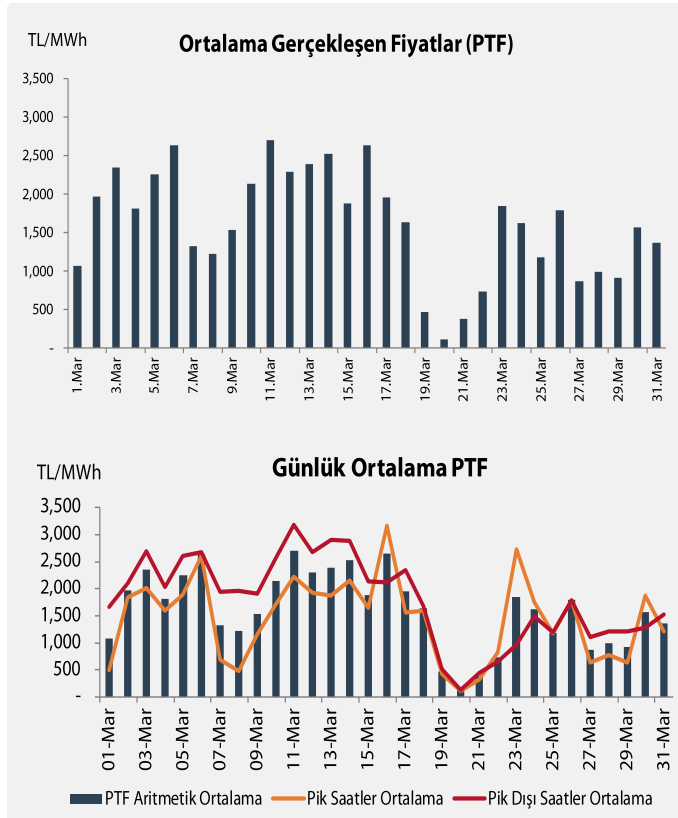 TL/MWh
Ortalama Gerçekleşen Fiyatlar (PTF)
3,500
3,000
2,500
2,000
1,500
1,000
500
-
1.Mar
3.Mar
5.Mar
7.Mar
9.Mar
11.Mar
13.Mar
15.Mar
17.Mar
19.Mar
21.Mar
23.Mar
25.Mar
27.Mar
29.Mar
31.Mar
TL/MWh
Günlük Ortalama PTF
3,500
3,000
2,500
2,000
1,500
1,000
500
-
01-Mar
03-Mar
05-Mar
07-Mar
09-Mar
11-Mar
13-Mar
15-Mar
17-Mar
19-Mar
21-Mar
23-Mar
25-Mar
27-Mar
29-Mar
31-Mar
PTF Aritmetik Ortalama Pik Saatler Ortalama Pik Dışı Saatler Ortalama